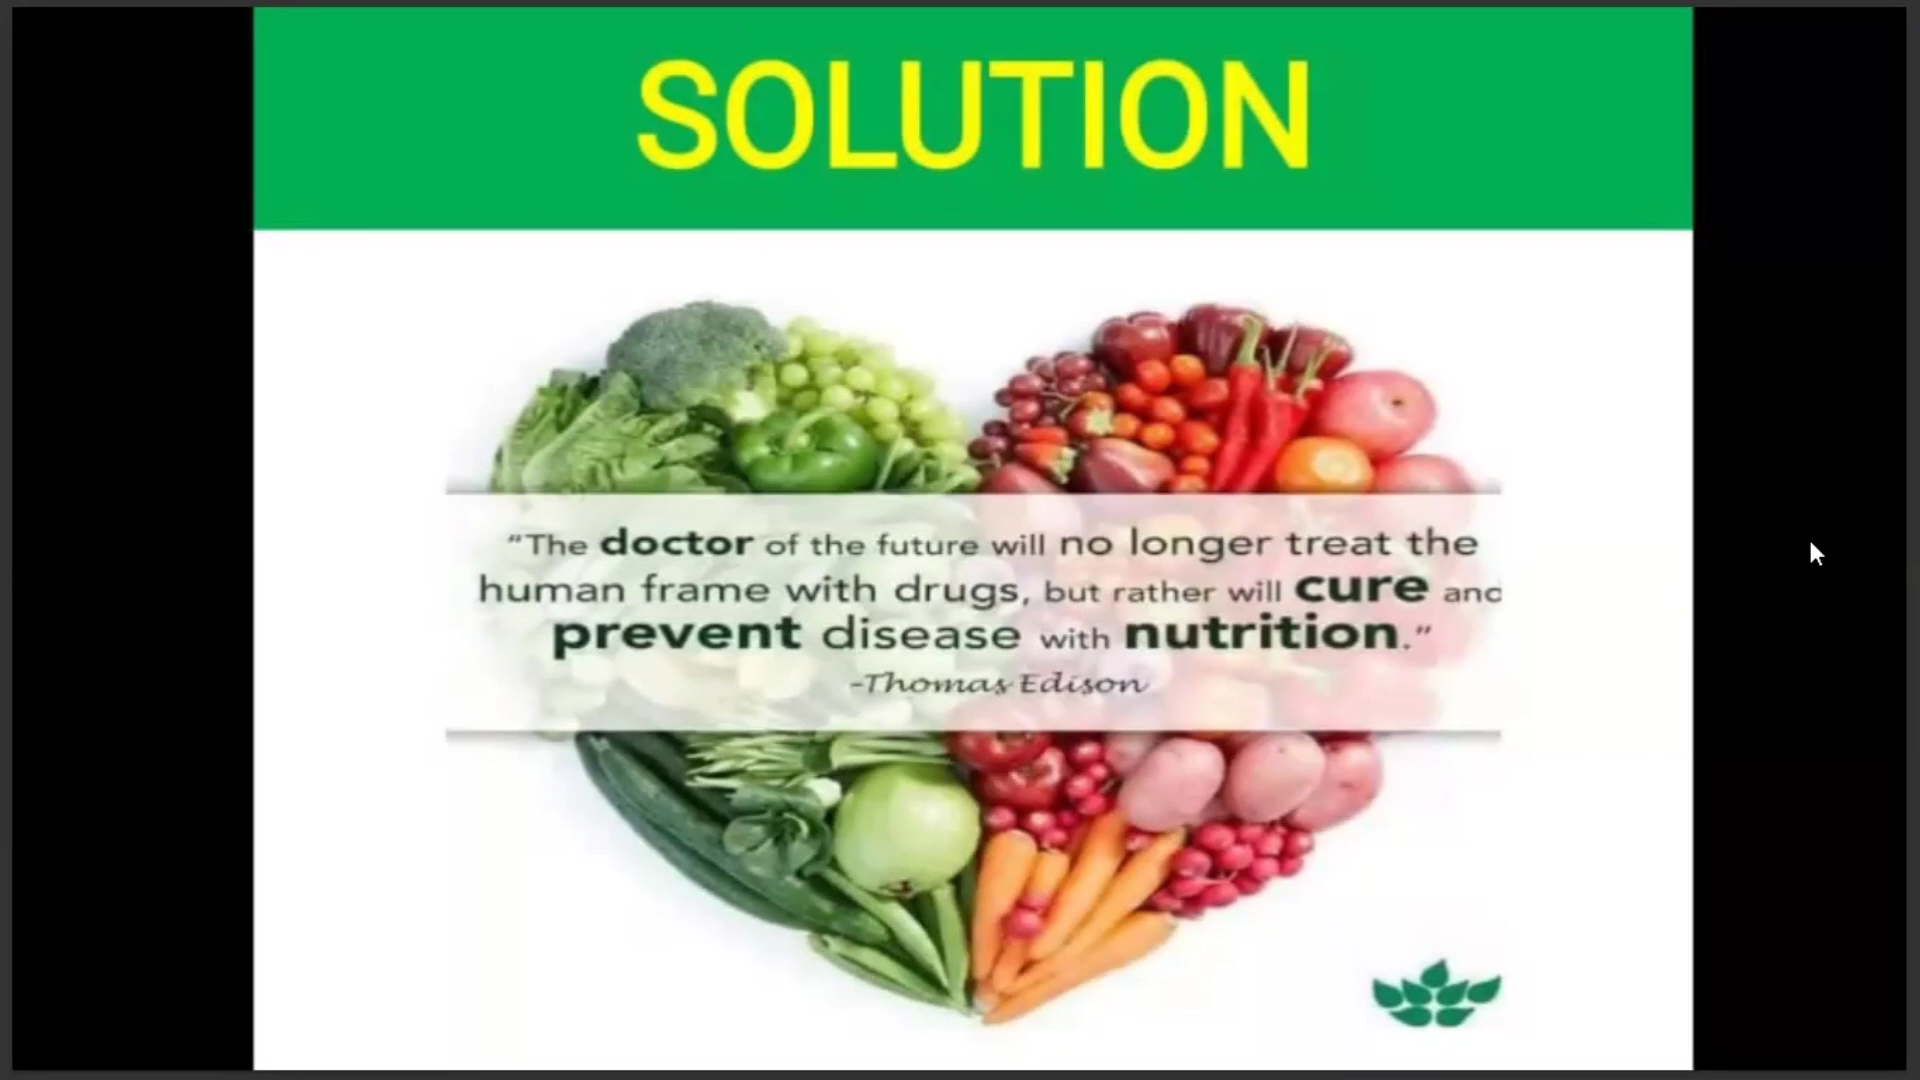 SOLUTION
“The doctor of the future will no longer treat the
human frame with drugs, but rather will cure and
prevent disease with nutrition.”
-Thomas Edison